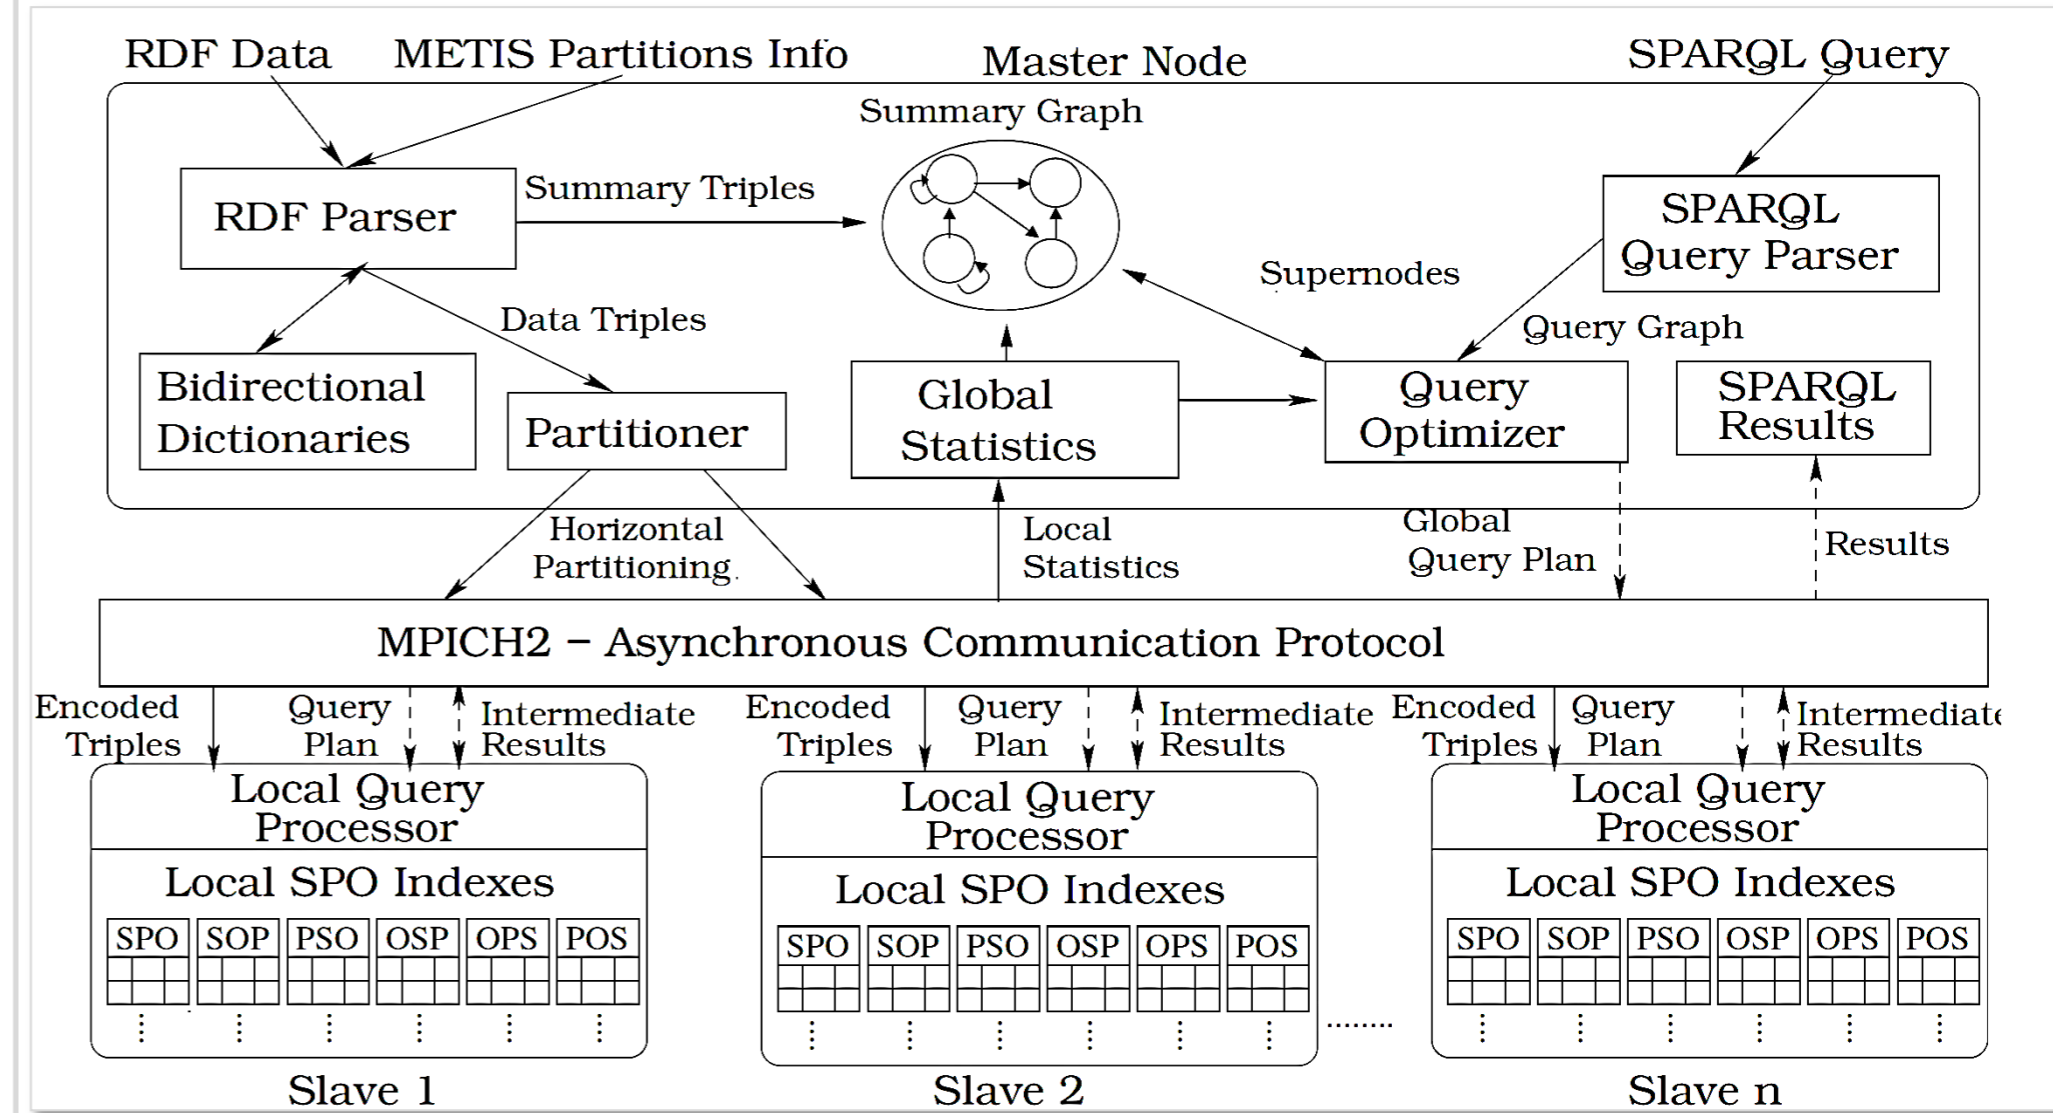 RDF Data
METIS Partitions Info
Master Node
SPARQL Query
Summary Graph
RDF Parser
Summary Triples
SPARQL
Query Parser
Supernodes
Data Triples
Query Graph
Bidirectional
Dictionaries
Partitioner
Global
Statistics
Query
Optimizer
SPARQL
Results
Horizontal
Partitioning
Local
Statistics
Global
Query Plan
Results
MPICH2 – Asynchronous Communication Protocol
Encoded
Triples
Query
Plan
Intermediate
Results
Encoded
Triples
Query
Plan
Intermediate
Results
Encoded
Triples
Query
Plan
Intermediate
Results
Local Query
Processor
Local SPO Indexes
SPO SOP PSO OSP OPS POS
Slave 1
Local Query
Processor
Local SPO Indexes
SPO SOP PSO OSP OPS POS
Slave 2
........
Local Query
Processor
Local SPO Indexes
SPO SOP PSO OSP OPS POS
Slave n